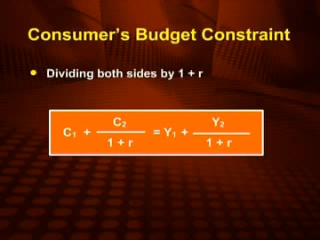 Consumer's Budget Constraint
Dividing both sides by 1 + r
C₁ + C₂ / 1 + r = Y₁ + Y₂ / 1 + r